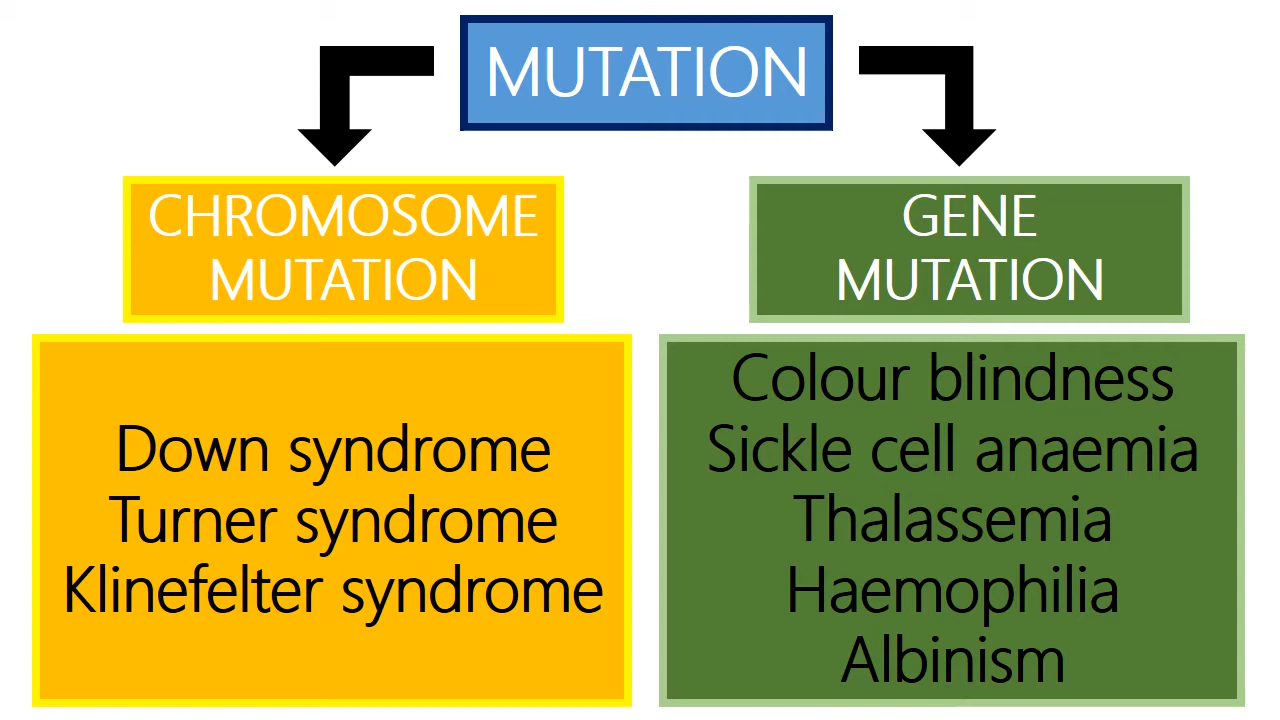 MUTATION
CHROMOSOME
MUTATION
Down syndrome
Turner syndrome
Klinefelter syndrome
GENE
MUTATION
Colour blindness
Sickle cell anaemia
Thalassemia
Haemophilia
Albinism